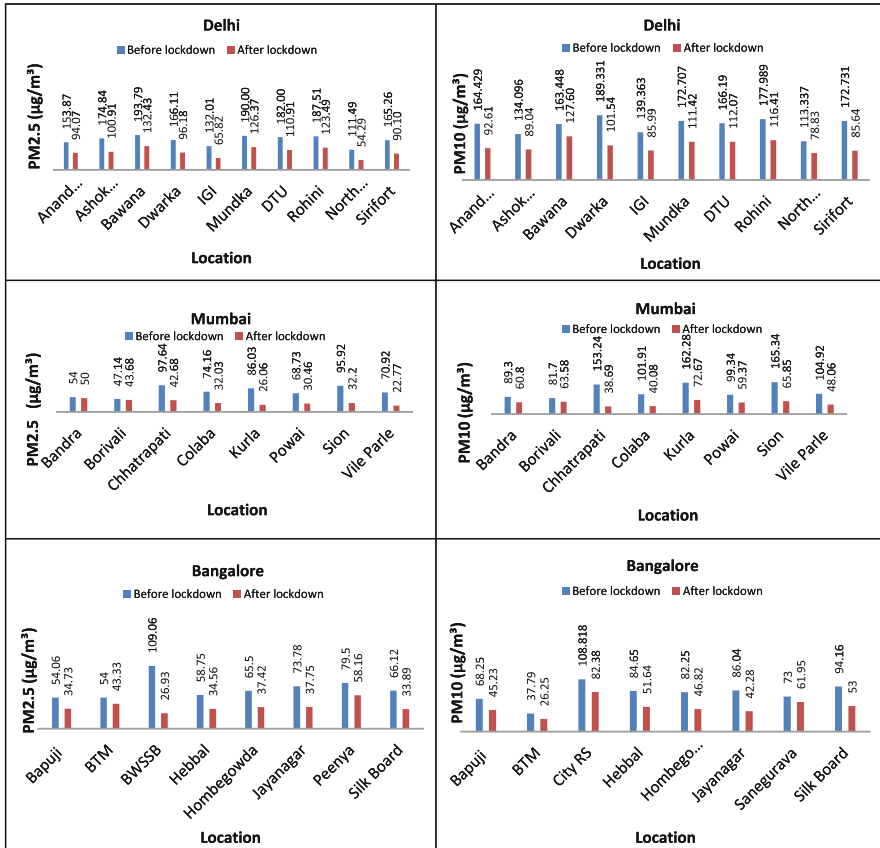 Delhi
Before lockdown After lockdown
PM2.5 (µg/m³)
153.87 94.07 174.84 100.91 193.79 132.43 166.11 96.18 132.01 65.82 190.00 126.37 182.00 110.91 187.51 123.49 111.49 54.29 165.26 90.10
Anand... Ashok... Bawana Dwarka IGI Mundka DTU Rohini North... Sirifort
Location
Delhi
Before lockdown After lockdown
PM10 (µg/m³)
164.429 92.61 134.096 89.04 163.448 127.60 189.331 101.54 139.363 85.99 172.707 111.42 166.19 112.07 177.989 116.41 113.337 78.83 172.731 85.64
Anand... Ashok... Bawana Dwarka IGI Mundka DTU Rohini North... Sirifort
Location
Mumbai
Before lockdown After lockdown
PM2.5 (µg/m³)
54 50 47.14 43.68 97.64 42.68 74.16 32.03 86.03 26.06 68.73 30.46 95.92 32.2 70.92 22.77
Bandra Borivali Chhatrapati Colaba Kurla Powai Sion Vile Parle
Location
Mumbai
Before lockdown After lockdown
PM10 (µg/m³)
89.3 60.8 81.7 63.58 153.24 38.69 101.91 40.08 162.28 72.67 99.34 59.37 165.34 65.85 104.92 48.06
Bandra Borivali Chhatrapati Colaba Kurla Powai Sion Vile Parle
Location
Bangalore
Before lockdown After lockdown
PM2.5 (µg/m³)
54.06 34.73 54 43.33 109.06 26.93 58.75 34.56 65.5 37.42 73.78 37.75 79.5 58.16 66.12 33.89
Bapuji BTM BWSSB Hebbal Hombegowda Jayanagar Peenya Silk Board
Location
Bangalore
Before lockdown After lockdown
PM10 (µg/m³)
68.25 45.23 37.79 26.25 108.818 82.38 84.65 51.64 82.25 46.82 86.04 42.28 73 61.95 94.16 53
Bapuji BTM City RS Hebbal Hombego... Jayanagar Sanegurava Silk Board
Location